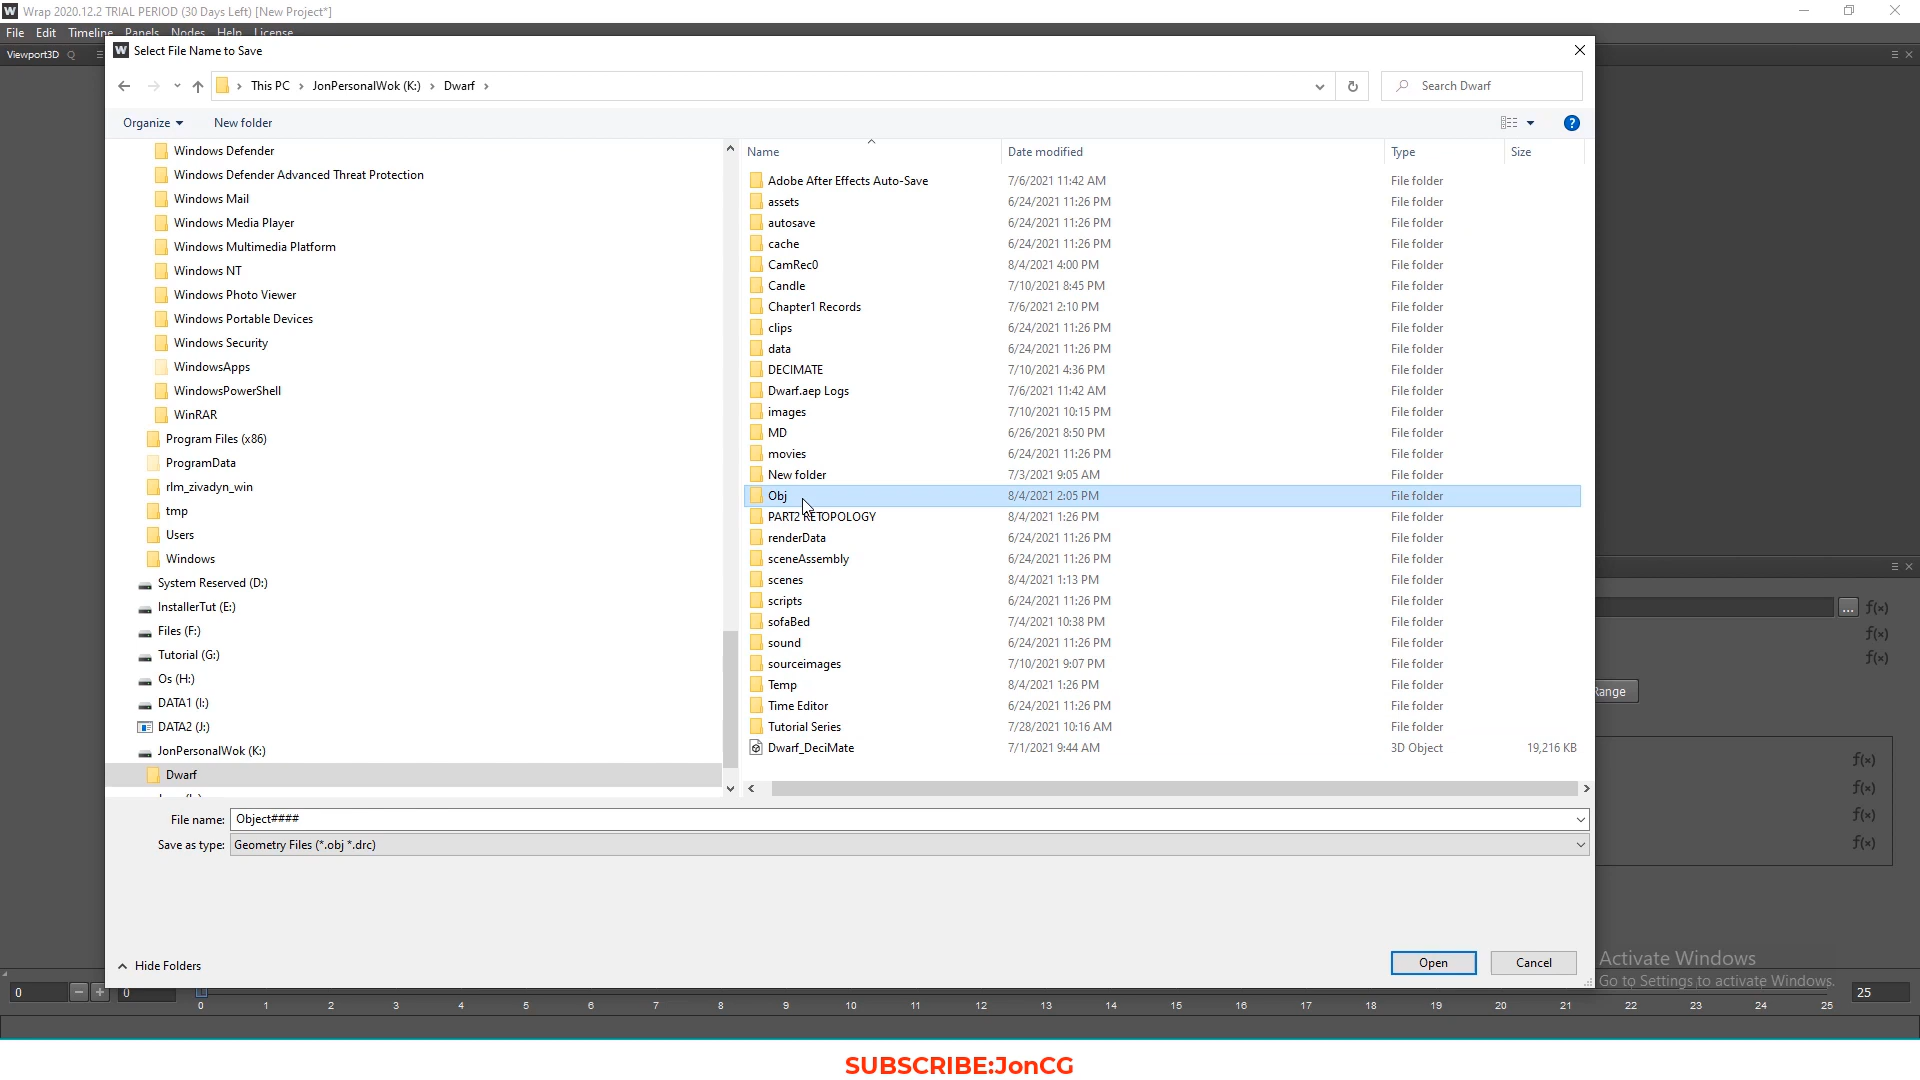 Wrap 2020.12.2 TRIAL PERIOD (30 Days Left) [New Project*]
File Edit Timeline Panels Nodes Help License
Viewport3D
Select File Name to Save
This PC > JonPersonalWok (K:) > Dwarf >
Search Dwarf
Organize New folder
Name Date modified Type Size
Windows Defender
Windows Defender Advanced Threat Protection
Windows Mail
Windows Media Player
Windows Multimedia Platform
Windows NT
Windows Photo Viewer
Windows Portable Devices
Windows Security
WindowsApps
WindowsPowerShell
WinRAR
Program Files (x86)
ProgramData
rlm_zivadyn_win
tmp
Users
Windows
System Reserved (D:)
InstallerTut (E:)
Files (F:)
Tutorial (G:)
Os (H:)
DATA1 (I:)
DATA2 (J:)
JonPersonalWok (K:)
Dwarf
Adobe After Effects Auto-Save 7/6/2021 11:42 AM File folder
assets 6/24/2021 11:26 PM File folder
autosave 6/24/2021 11:26 PM File folder
cache 6/24/2021 11:26 PM File folder
CamRec0 8/4/2021 4:00 PM File folder
Candle 7/10/2021 8:45 PM File folder
Chapter1 Records 7/6/2021 2:10 PM File folder
clips 6/24/2021 11:26 PM File folder
data 6/24/2021 11:26 PM File folder
DECIMATE 7/10/2021 4:36 PM File folder
Dwarf.aep Logs 7/6/2021 11:42 AM File folder
images 7/10/2021 10:15 PM File folder
MD 6/26/2021 8:50 PM File folder
movies 6/24/2021 11:26 PM File folder
New folder 7/3/2021 9:05 AM File folder
Obj 8/4/2021 2:05 PM File folder
PART2 RETOPOLOGY 8/4/2021 1:26 PM File folder
renderData 6/24/2021 11:26 PM File folder
sceneAssembly 6/24/2021 11:26 PM File folder
scenes 8/4/2021 1:13 PM File folder
scripts 6/24/2021 11:26 PM File folder
sofaBed 7/4/2021 10:38 PM File folder
sound 6/24/2021 11:26 PM File folder
sourceimages 7/10/2021 9:07 PM File folder
Temp 8/4/2021 1:26 PM File folder
Time Editor 6/24/2021 11:26 PM File folder
Tutorial Series 7/28/2021 10:16 AM File folder
Dwarf_DeciMate 7/1/2021 9:44 AM 3D Object 19,216 KB
... f(x)
f(x)
f(x)
Range
f(x)
f(x)
f(x)
f(x)
File name: Object####
Save as type: Geometry Files (*.obj *.drc)
Hide Folders Open Cancel
Activate Windows
Go to Settings to activate Windows.
0 0 25
0 1 2 3 4 5 6 7 8 9 10 11 12 13 14 15 16 17 18 19 20 21 22 23 24 25
SUBSCRIBE:JonCG